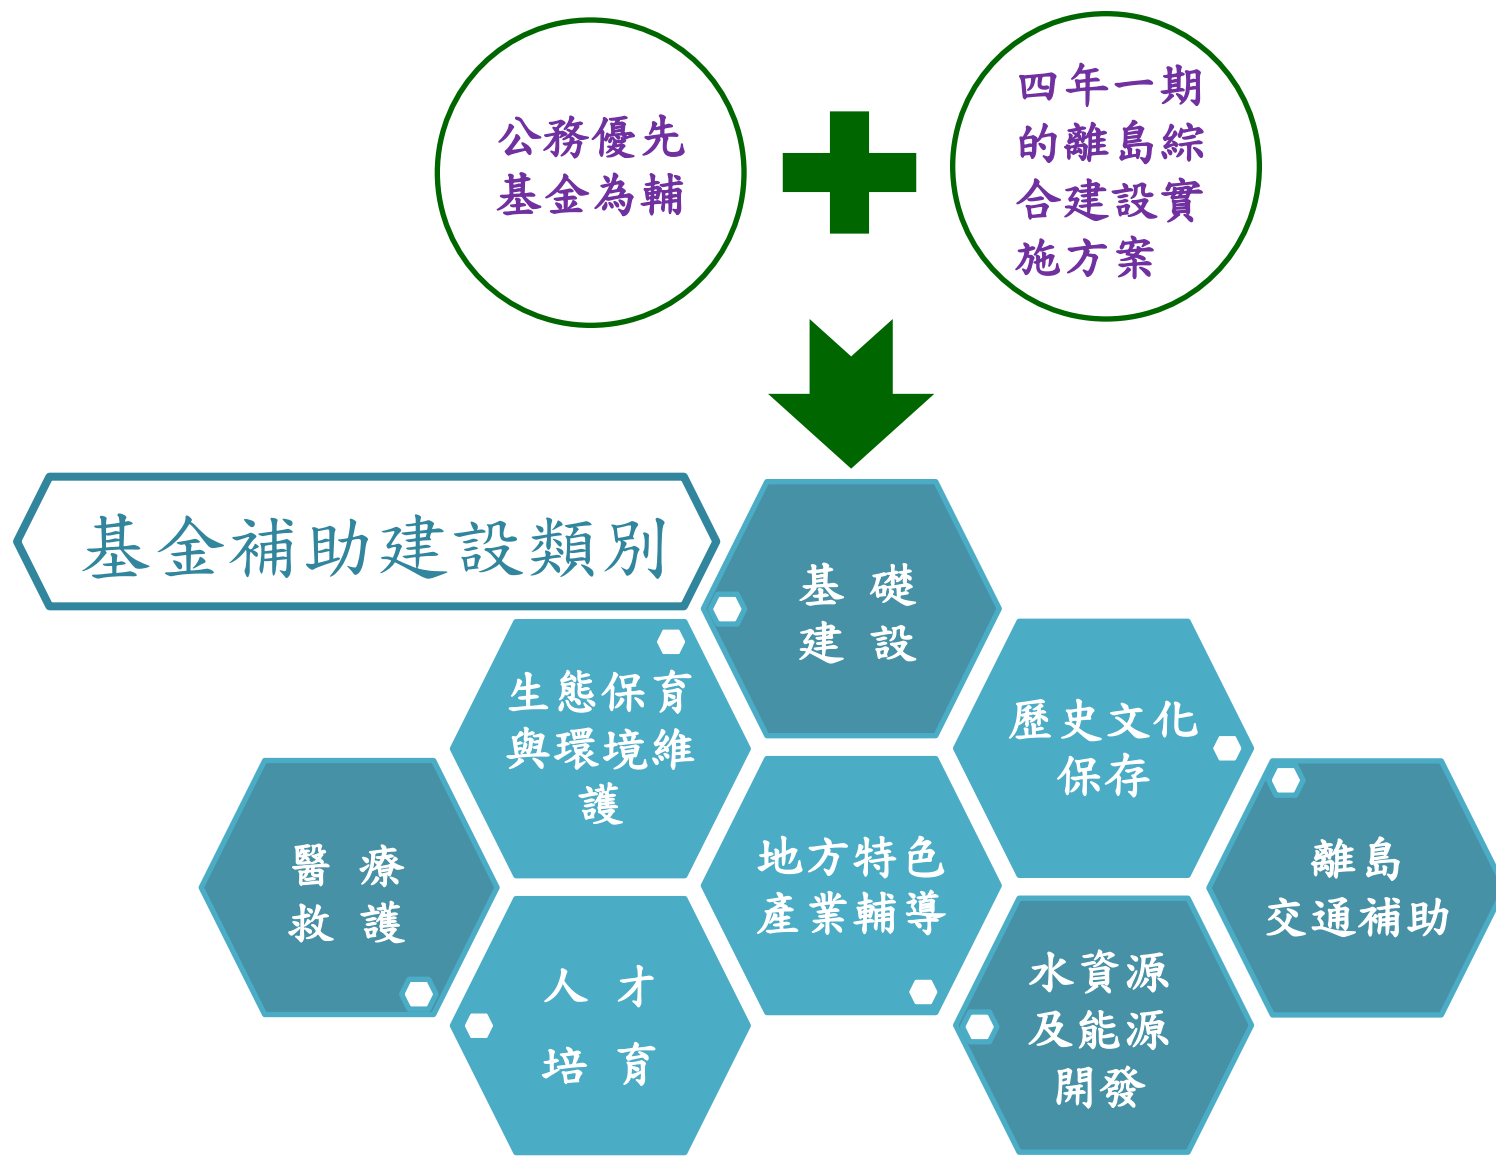 公務優先
基金為輔
四年一期
的離島綜
合建設實
施方案
基金補助建設類別
基 礎
建 設
生態保育
與環境維
護
歷史文化
保存
醫 療
救 護
地方特色
產業輔導
離島
交通補助
人 才
培 育
水資源
及能源
開發